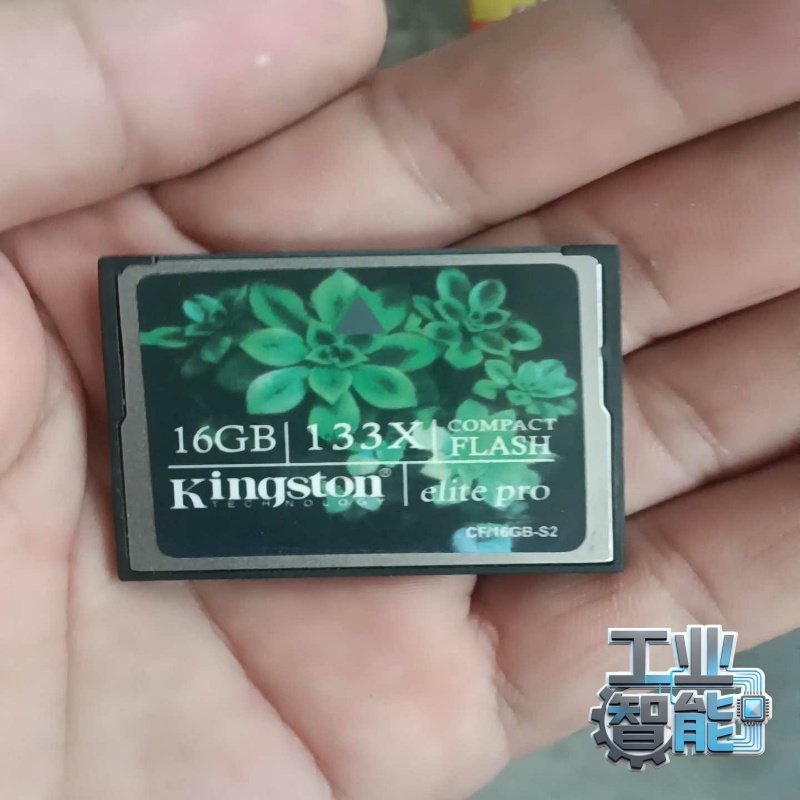 16GB | 133X | COMPACT FLASH
Kingston® | elite pro
TECHNOLOGY
CF/16GB-S2
工业
智能